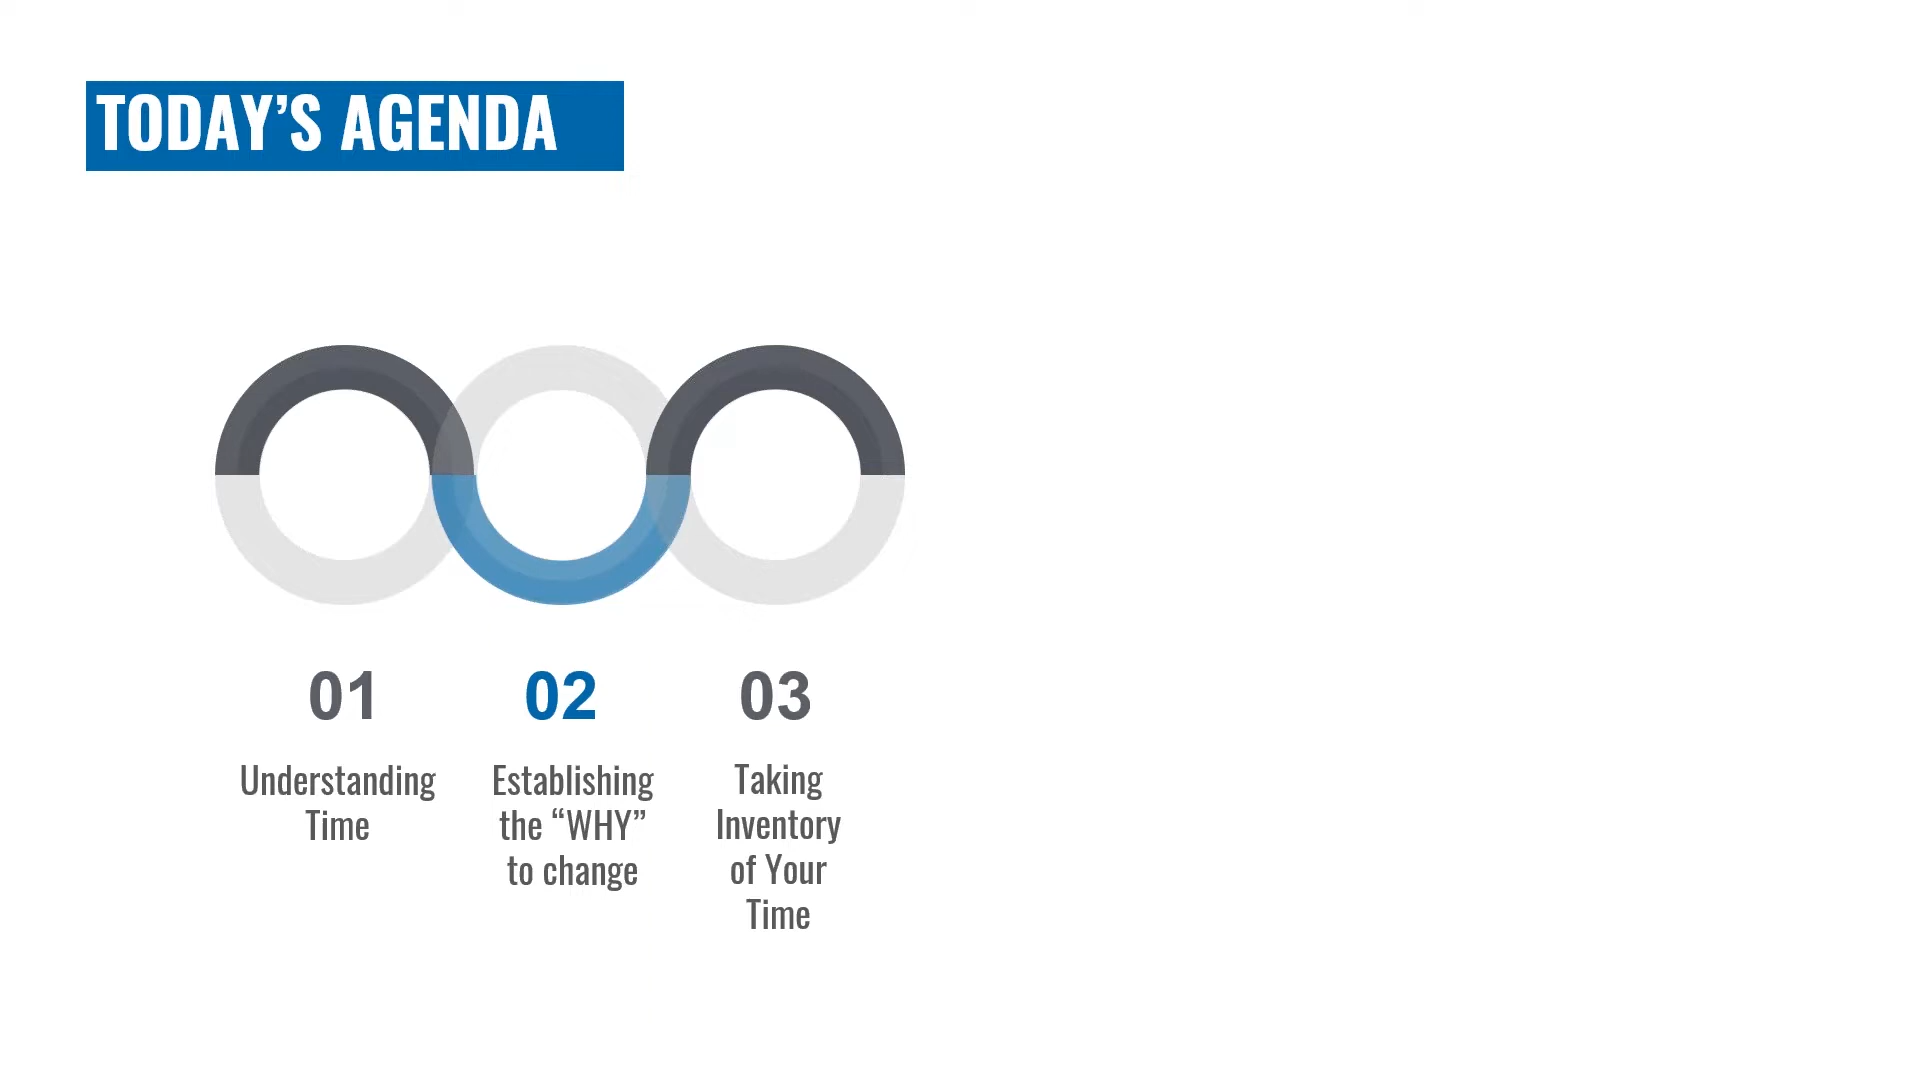 TODAY’S AGENDA
01
Understanding
Time
02
Establishing
the “WHY”
to change
03
Taking
Inventory
of Your
Time